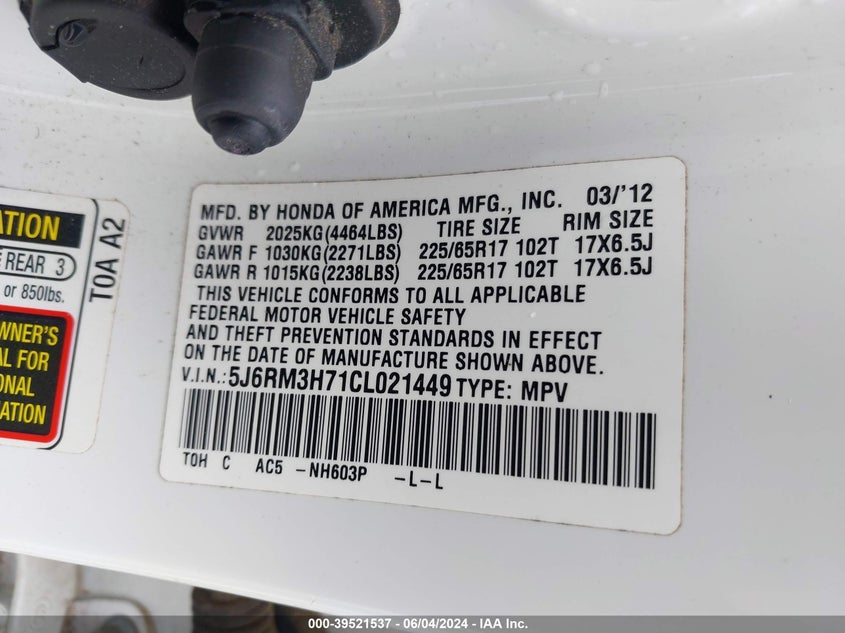 ATION
E REAR 3
or 850lbs.
WNER'S
AL FOR
ONAL
ATION
T0A A2
MFD. BY HONDA OF AMERICA MFG., INC. 03/'12
GVWR 2025KG(4464LBS) TIRE SIZE RIM SIZE
GAWR F 1030KG(2271LBS) 225/65R17 102T 17X6.5J
GAWR R 1015KG(2238LBS) 225/65R17 102T 17X6.5J
THIS VEHICLE CONFORMS TO ALL APPLICABLE
FEDERAL MOTOR VEHICLE SAFETY
AND THEFT PREVENTION STANDARDS IN EFFECT
ON THE DATE OF MANUFACTURE SHOWN ABOVE.
V.I.N.: 5J6RM3H71CL021449 TYPE: MPV
T0H C AC5 -NH603P -L-L
000-39521537 - 06/04/2024 - IAA Inc.